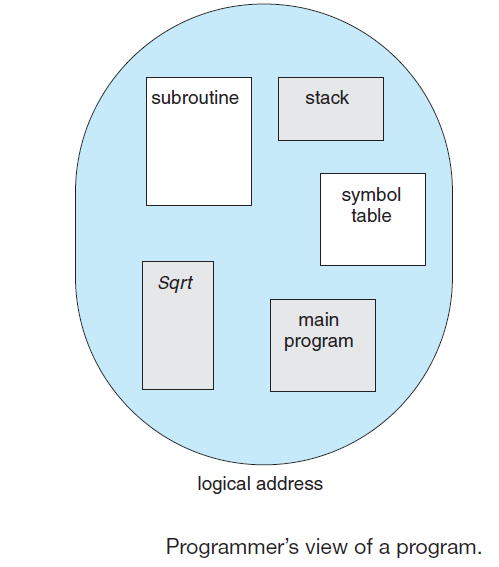 subroutine
stack
symbol
table
Sqrt
main
program
logical address
Programmer’s view of a program.